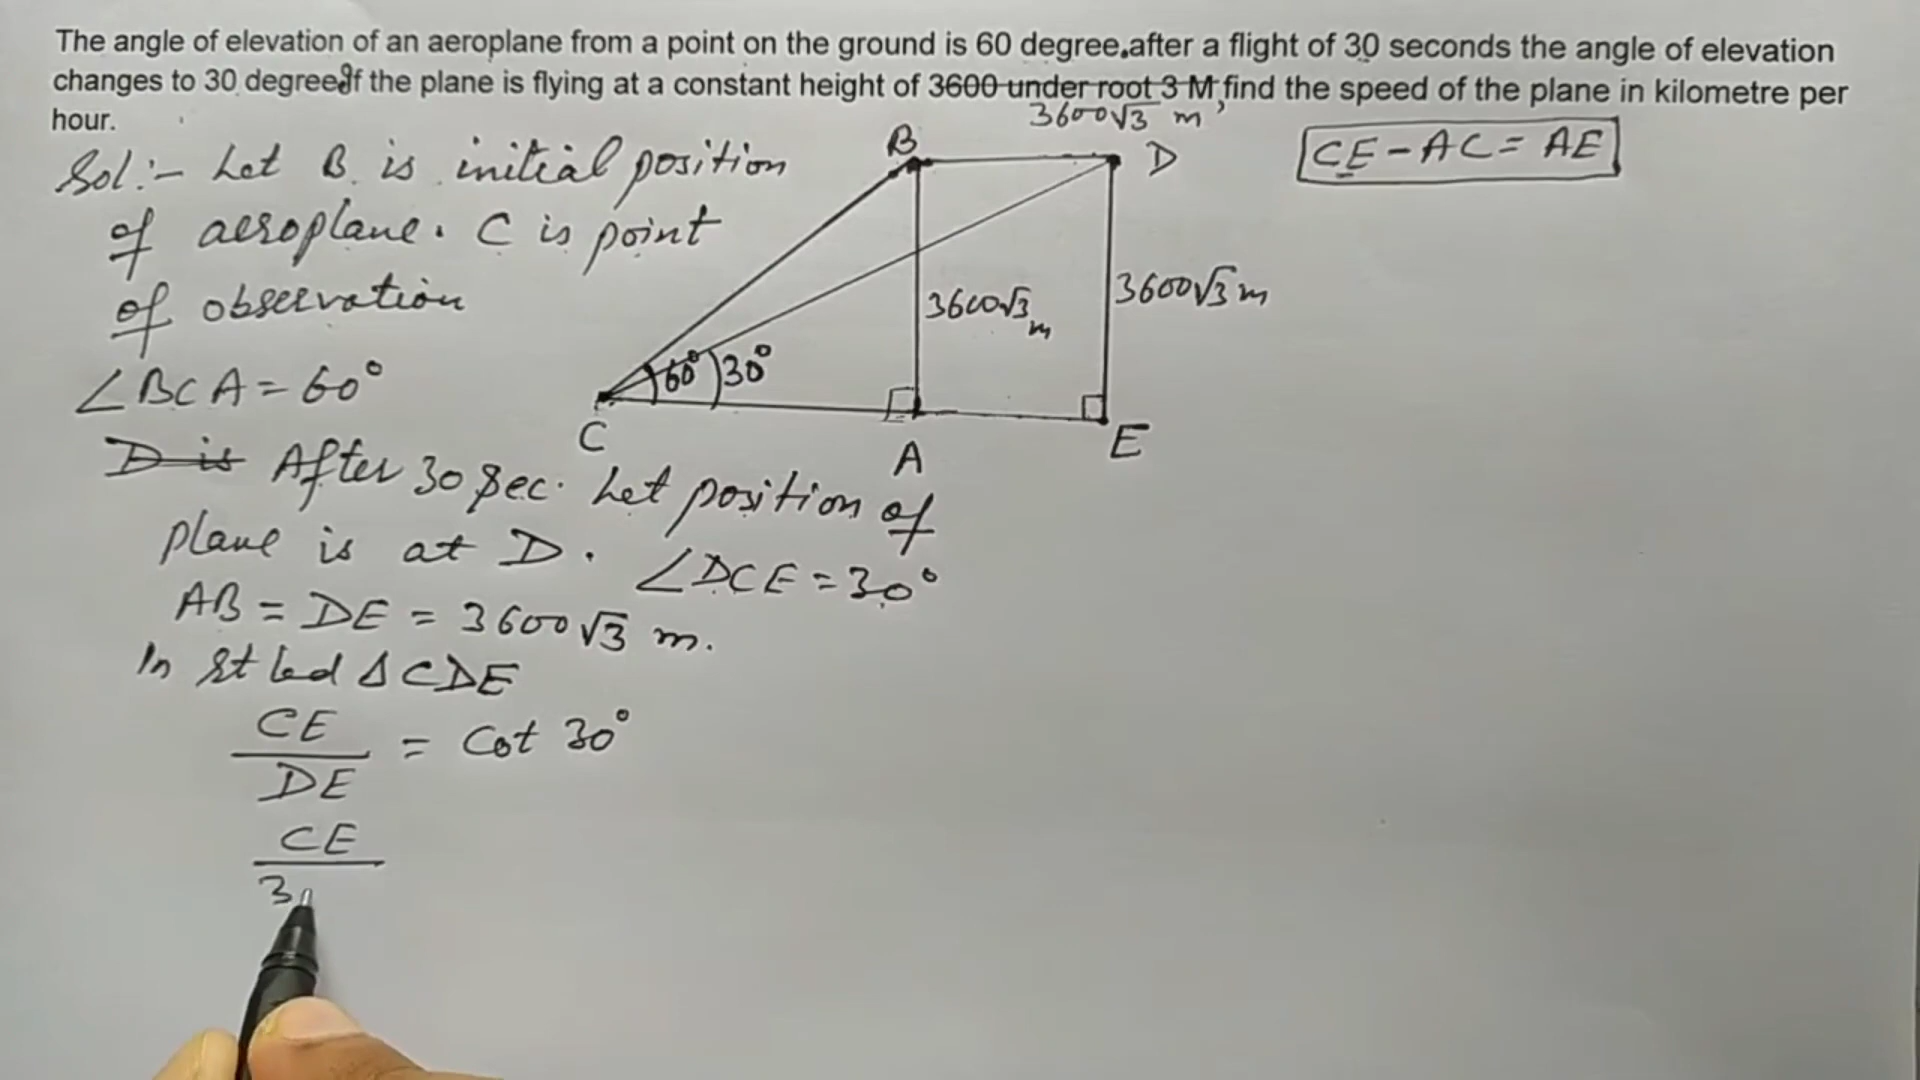 The angle of elevation of an aeroplane from a point on the ground is 60 degree.after a flight of 30 seconds the angle of elevation
changes to 30 degree If the plane is flying at a constant height of 3600 under root 3 M find the speed of the plane in kilometre per
hour.
3600√3 m,
Sol:- Let B is initial position
of aeroplane. C is point
of observation
∠BCA = 60°
D is After 30 sec. Let position of
plane is at D. ∠DCE = 30°
AB = DE = 3600√3 m.
In rt led Δ CDE
CE/DE = Cot 30°
CE/3
B
D
3600√3 m
3600√3 m
60°
30°
C
A
E
CE - AC = AE